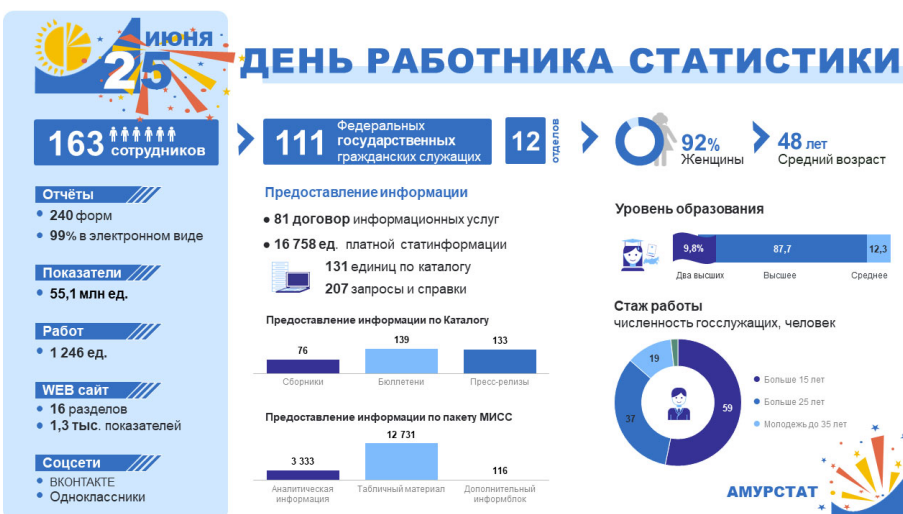 июня
25
ДЕНЬ РАБОТНИКА СТАТИСТИКИ
163 сотрудников
111 Федеральных
государственных
гражданских служащих
12 отделов
92%
Женщины
48 лет
Средний возраст
Отчёты
• 240 форм
• 99% в электронном виде
Показатели
• 55,1 млн ед.
Работ
• 1 246 ед.
WEB сайт
• 16 разделов
• 1,3 тыс. показателей
Соцсети
• ВКОНТАКТЕ
• Одноклассники
Предоставление информации
• 81 договор информационных услуг
• 16 758 ед. платной статинформации
131 единиц по каталогу
207 запросы и справки
Предоставление информации по Каталогу
76 139 133
Сборники Бюллетени Пресс-релизы
Предоставление информации по пакету МИСС
3 333 12 731 116
Аналитическая информация
Табличный материал
Дополнительный информблок
Уровень образования
9,8% 87,7 12,3
Два высших Высшее Среднее
Стаж работы
численность госслужащих, человек
19
37
59
Больше 15 лет
Больше 25 лет
Молодежь до 35 лет
АМУРСТАТ